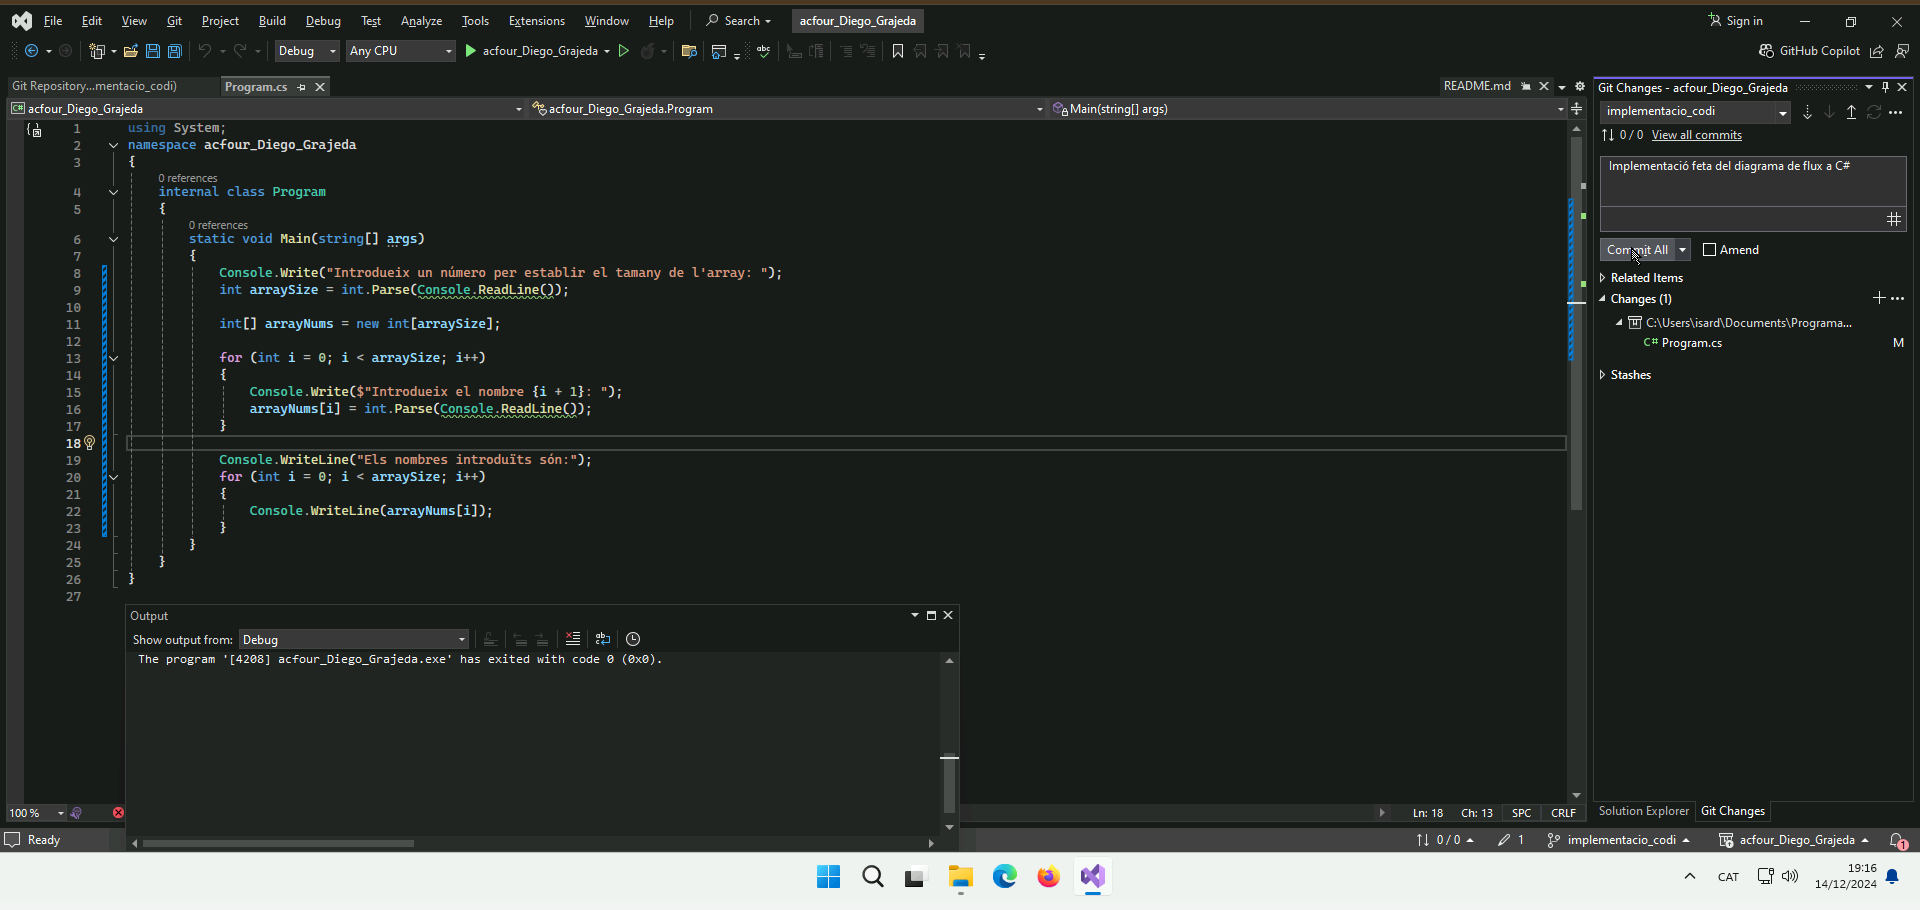 File Edit View Git Project Build Debug Test Analyze Tools Extensions Window Help Search acfour_Diego_Grajeda Sign in
Debug Any CPU acfour_Diego_Grajeda abc GitHub Copilot
Git Repository...mentacio_codi) Program.cs README.md
acfour_Diego_Grajeda acfour_Diego_Grajeda.Program Main(string[] args)
1 using System;
2 namespace acfour_Diego_Grajeda
3 {
0 references
4 internal class Program
5 {
0 references
6 static void Main(string[] args)
7 {
8 Console.Write("Introdueix un número per establir el tamany de l'array: ");
9 int arraySize = int.Parse(Console.ReadLine());
10
11 int[] arrayNums = new int[arraySize];
12
13 for (int i = 0; i < arraySize; i++)
14 {
15 Console.Write($"Introdueix el nombre {i + 1}: ");
16 arrayNums[i] = int.Parse(Console.ReadLine());
17 }
18
19 Console.WriteLine("Els nombres introduïts són:");
20 for (int i = 0; i < arraySize; i++)
21 {
22 Console.WriteLine(arrayNums[i]);
23 }
24 }
25 }
26 }
27
Output
Show output from: Debug
The program '[4208] acfour_Diego_Grajeda.exe' has exited with code 0 (0x0).
100 % Ln: 18 Ch: 13 SPC CRLF
Git Changes - acfour_Diego_Grajeda
implementacio_codi
0 / 0 View all commits
Implementació feta del diagrama de flux a C#
Commit All Amend
Related Items
Changes (1)
C:\Users\isard\Documents\Programa...
C# Program.cs M
Stashes
Solution Explorer Git Changes
Ready 0 / 0 1 implementacio_codi acfour_Diego_Grajeda 1
CAT 19:16
14/12/2024